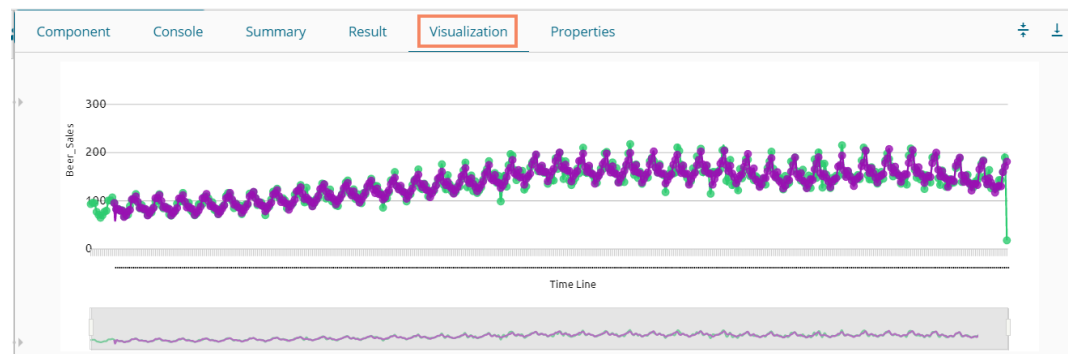 Component Console Summary Result Visualization Properties
300
200
100
0
Beer_Sales
Time Line